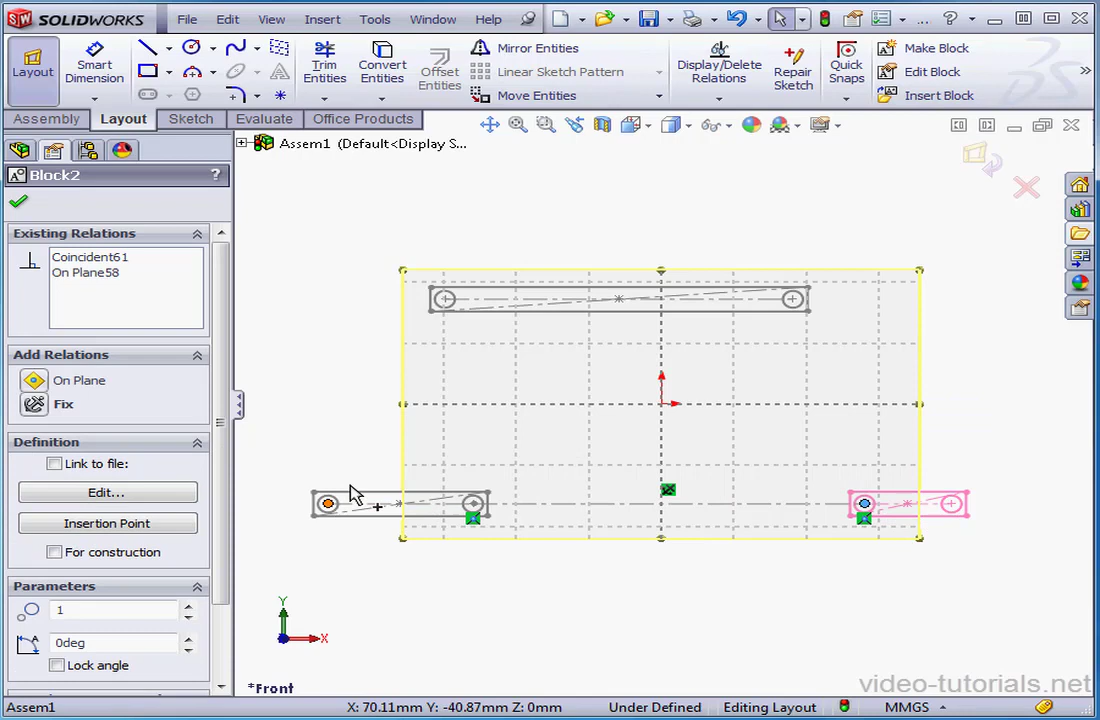 SOLIDWORKS File Edit View Insert Tools Window Help ... ?
Layout Smart Dimension Trim Entities Convert Entities Offset Entities Mirror Entities Linear Sketch Pattern Move Entities Display/Delete Relations Repair Sketch Quick Snaps Make Block Edit Block Insert Block »
Assembly Layout Sketch Evaluate Office Products
Assem1 (Default<Display S...
Block2 ?
Existing Relations
Coincident61
On Plane58
Add Relations
On Plane
Fix
Definition
Link to file:
Edit...
Insertion Point
For construction
Parameters
1
0deg
Lock angle
Y
X
*Front
video-tutorials.net
Assem1 X: 70.11mm Y: -40.87mm Z: 0mm Under Defined Editing Layout MMGS